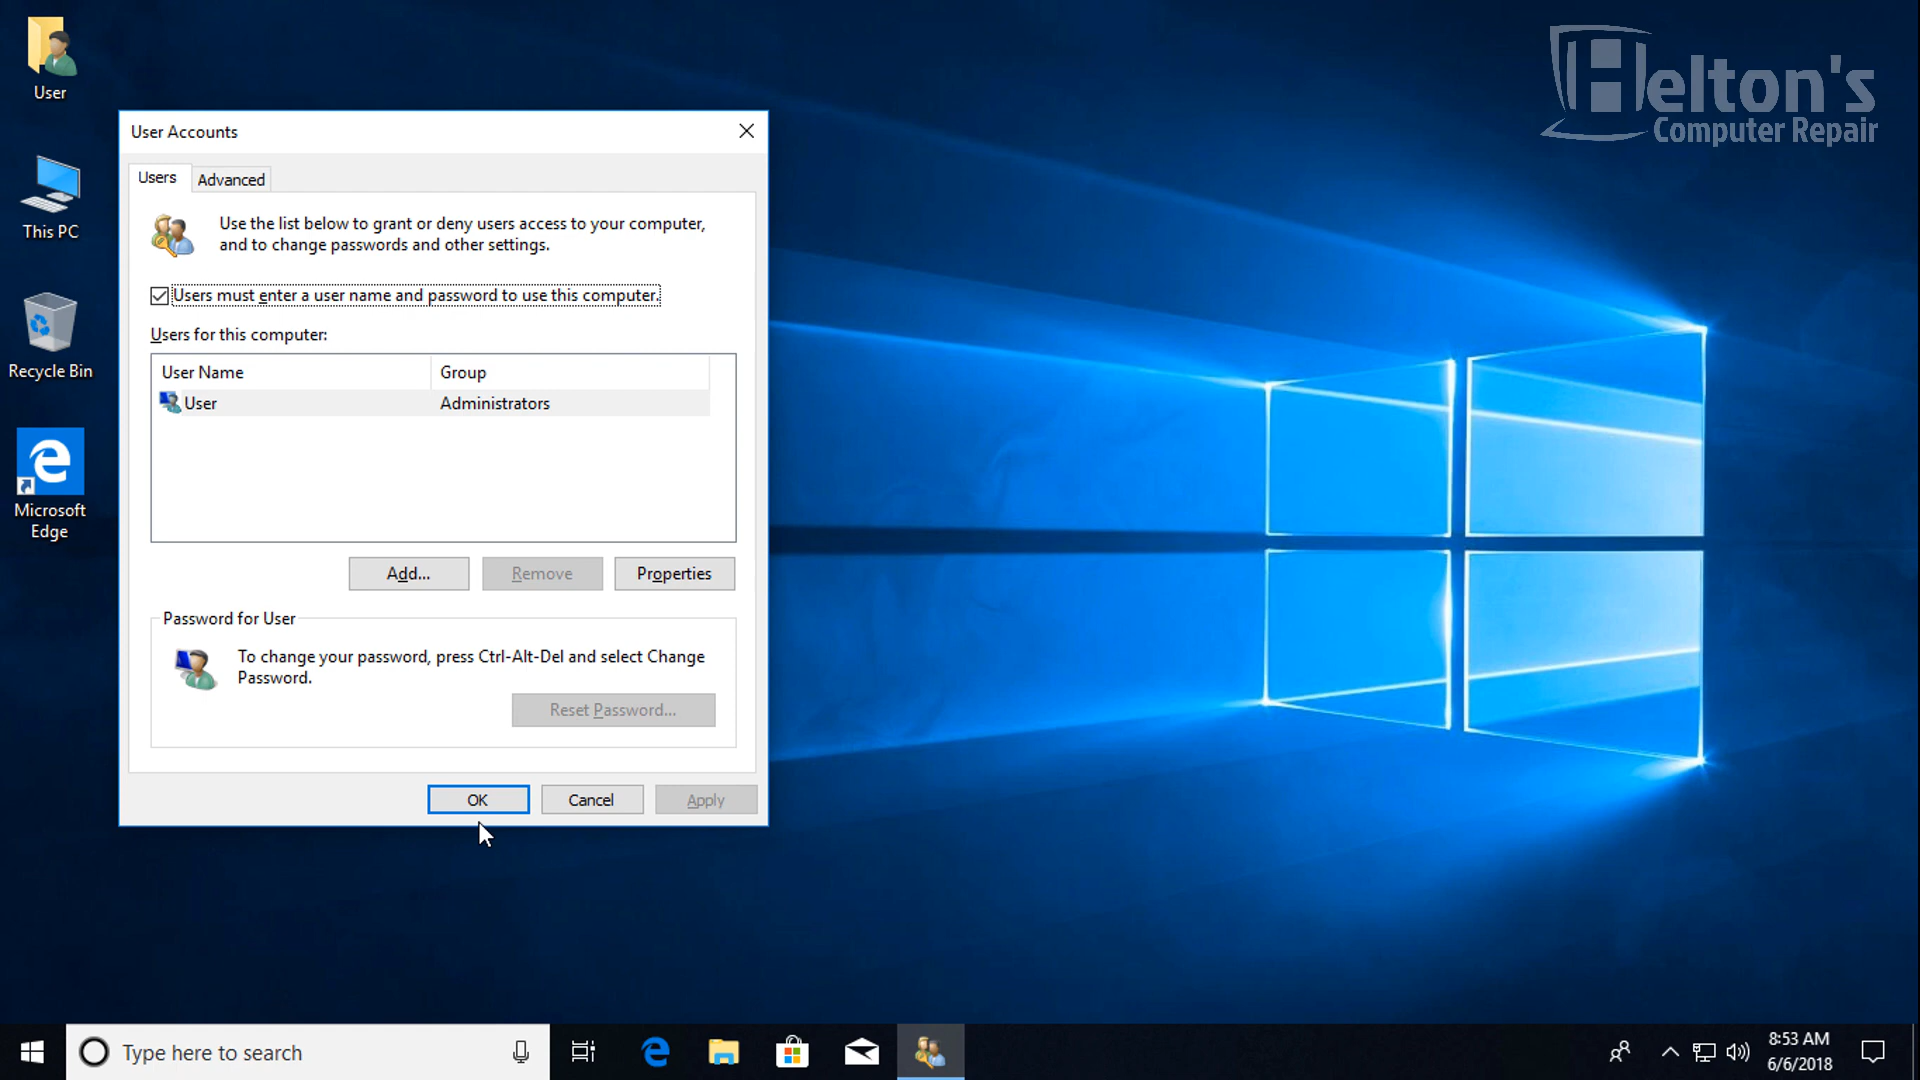 User
This PC
Recycle Bin
Microsoft
Edge
Helton's
Computer Repair
User Accounts
Users
Advanced
Use the list below to grant or deny users access to your computer,
and to change passwords and other settings.
Users must enter a user name and password to use this computer.
Users for this computer:
User Name Group
User Administrators
Add... Remove Properties
Password for User
To change your password, press Ctrl-Alt-Del and select Change
Password.
Reset Password...
OK Cancel Apply
Type here to search
8:53 AM
6/6/2018